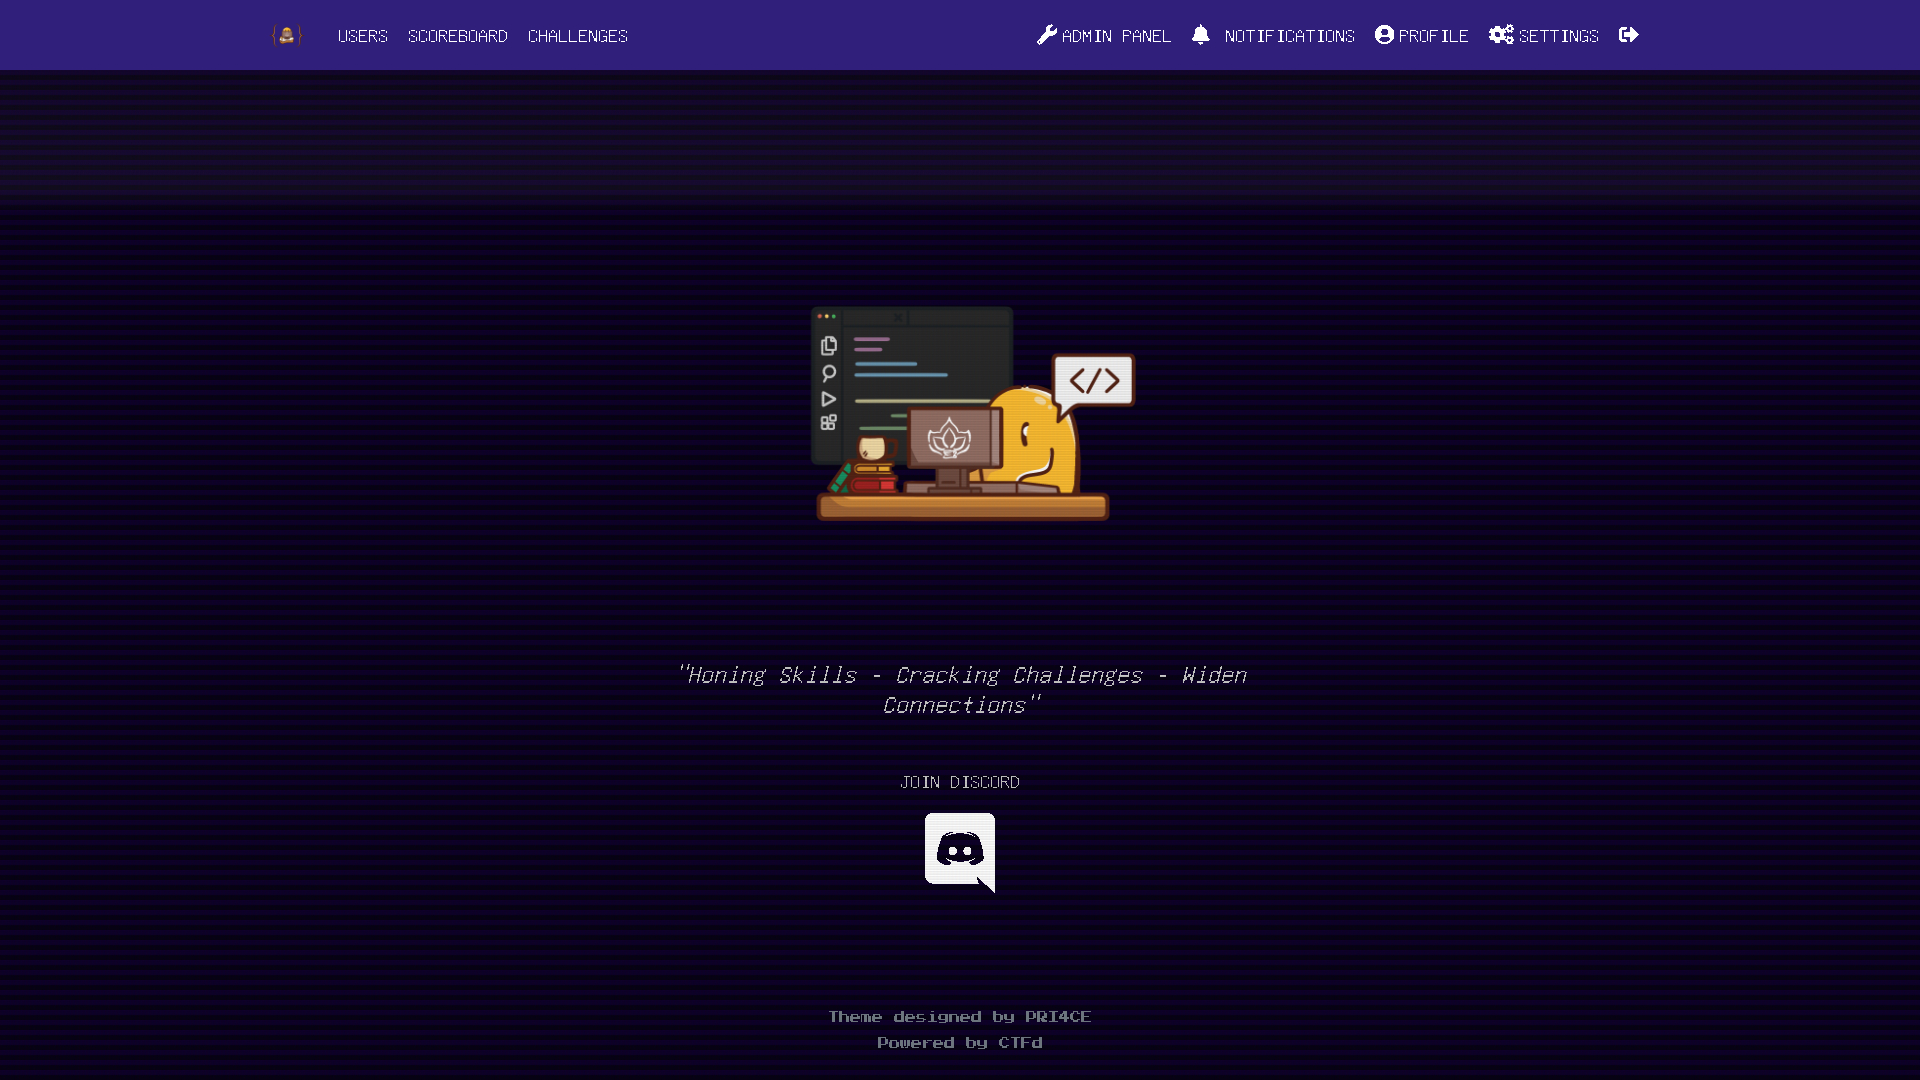 USERS SCOREBOARD CHALLENGES ADMIN PANEL NOTIFICATIONS PROFILE SETTINGS
</>
"Honing Skills - Cracking Challenges - Widen
Connections"
JOIN DISCORD
Theme designed by PRI4CE
Powered by CTFd